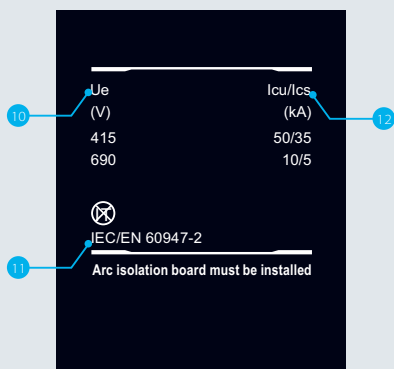 Ue Icu/Ics
10 (V) (kA) 12
415 50/35
690 10/5
IT
IEC/EN 60947-2
11 Arc isolation board must be installed